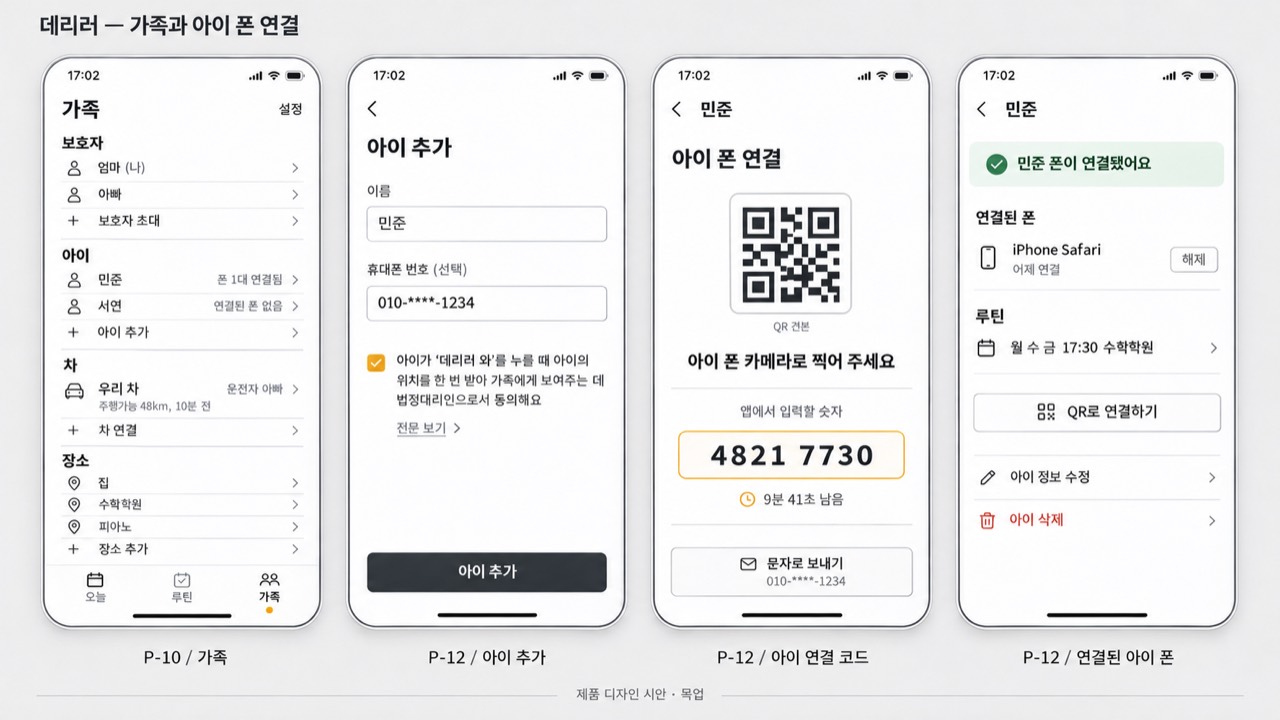 데리러 — 가족과 아이 폰 연결
17:02
가족
설정
보호자
엄마 (나)
아빠
보호자 초대
아이
민준 폰 1대 연결됨
서연 연결된 폰 없음
아이 추가
차
우리 차 운전자 아빠
주행가능 48km, 10분 전
차 연결
장소
집
수학학원
피아노
장소 추가
오늘 루틴 가족
P-10 / 가족
17:02
아이 추가
이름
민준
휴대폰 번호 (선택)
010-****-1234
아이가 ‘데리러 와’를 누를 때 아이의
위치를 한 번 받아 가족에게 보여주는 데
법정대리인으로서 동의해요
전문 보기
아이 추가
P-12 / 아이 추가
17:02
민준
아이 폰 연결
QR 견본
아이 폰 카메라로 찍어 주세요
앱에서 입력할 숫자
4821 7730
9분 41초 남음
문자로 보내기
010-****-1234
P-12 / 아이 연결 코드
17:02
민준
민준 폰이 연결됐어요
연결된 폰
iPhone Safari
어제 연결
해제
루틴
월 수 금 17:30 수학학원
QR로 연결하기
아이 정보 수정
아이 삭제
P-12 / 연결된 아이 폰
제품 디자인 시안 · 목업